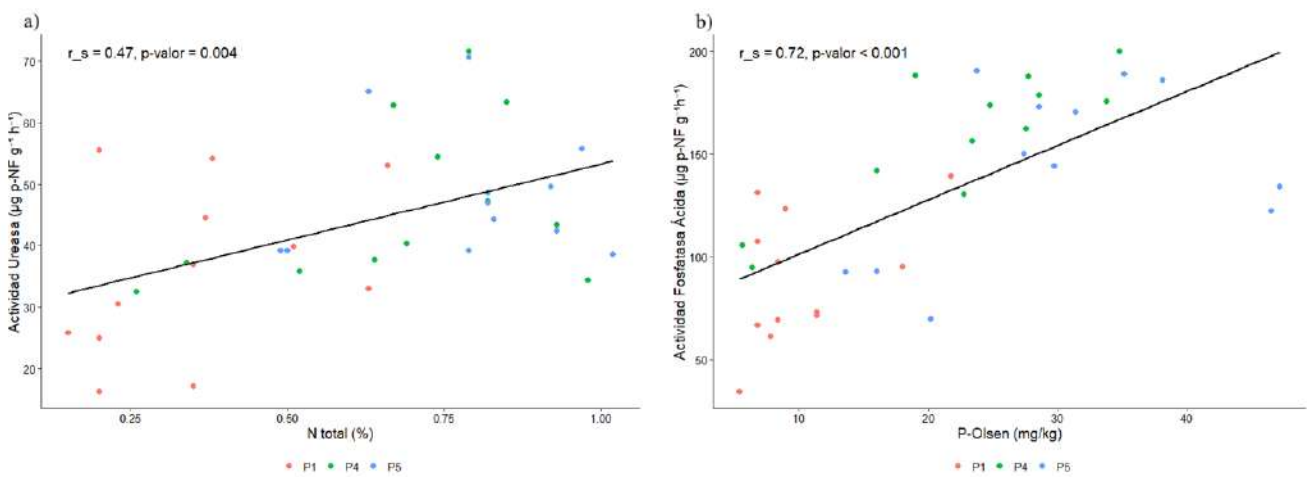 a)
r_s = 0.47, p-valor = 0.004
Actividad Ureasa (µg p-NF g⁻¹ h⁻¹)
70
60
50
40
30
20
0.25 0.50 0.75 1.00
N total (%)
P1 P4 P5
b)
r_s = 0.72, p-valor < 0.001
Actividad Fosfatasa Ácida (µg p-NF g⁻¹h⁻¹)
200
150
100
50
10 20 30 40
P-Olsen (mg/kg)
P1 P4 P5